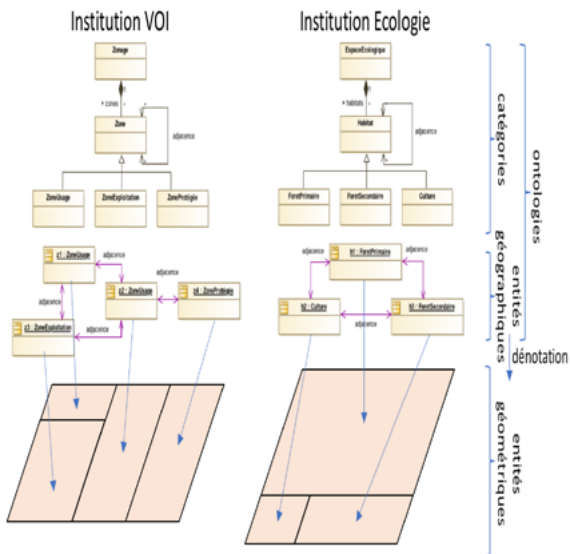 Institution VOI
Institution Ecologie
Zonage
+ zones
Zone
adjacence
ZoneUsage
ZoneExploitation
ZoneProtégée
EspaceEcologique
+ habitats
Habitat
adjacence
ForetPrimaire
ForetSecondaire
Culture
catégories
ontologies
z1 : ZoneUsage
adjacence
adjacence
z2 : ZoneUsage
adjacence
z4 : ZoneProtégée
z3 : ZoneExploitation
adjacence
h1 : ForetPrimaire
adjacence
adjacence
h2 : Culture
adjacence
h3 : ForetSecondaire
entités
géographiques
dénotation
entités
géométriques